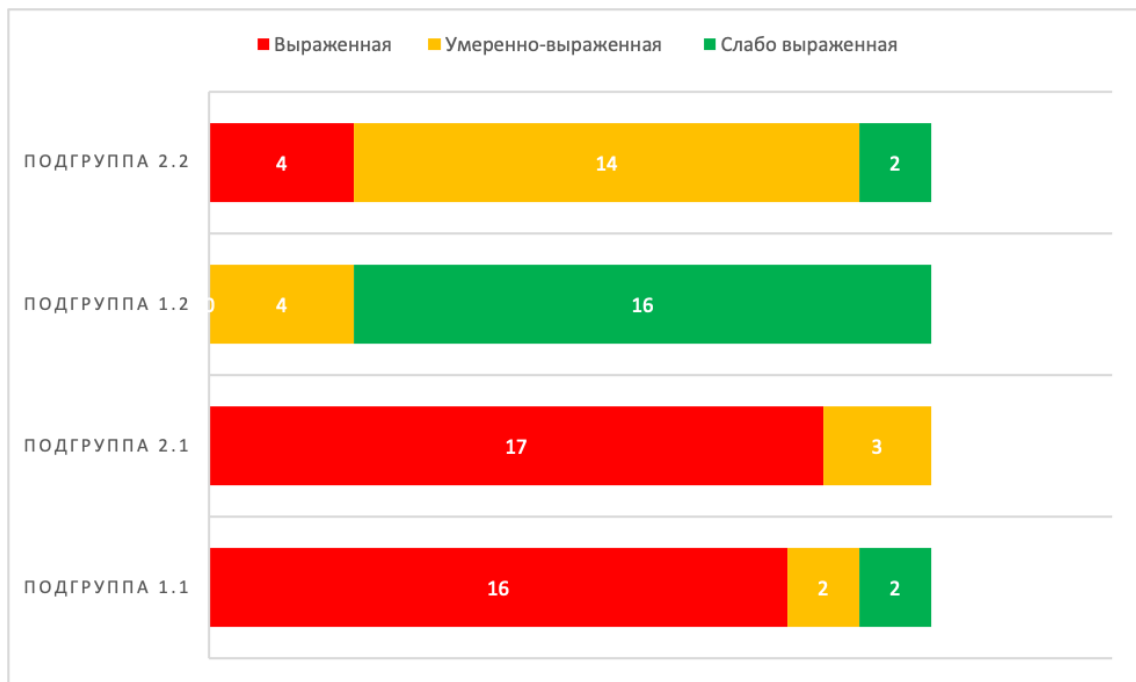 Выраженная Умеренно-выраженная Слабо выраженная
ПОДГРУППА 2.2 4 14 2
ПОДГРУППА 1.2 0 4 16
ПОДГРУППА 2.1 17 3
ПОДГРУППА 1.1 16 2 2